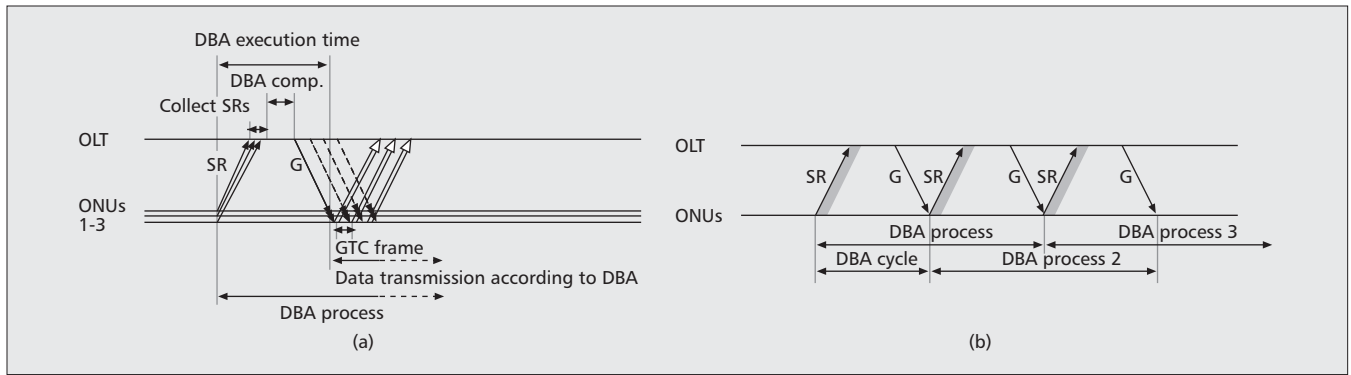 DBA execution time
DBA comp.
Collect SRs
OLT
SR
G
ONUs
1-3
GTC frame
Data transmission according to DBA
DBA process
(a)
OLT
SR
G
SR
G
SR
G
ONUs
DBA process
DBA process 3
DBA cycle
DBA process 2
(b)